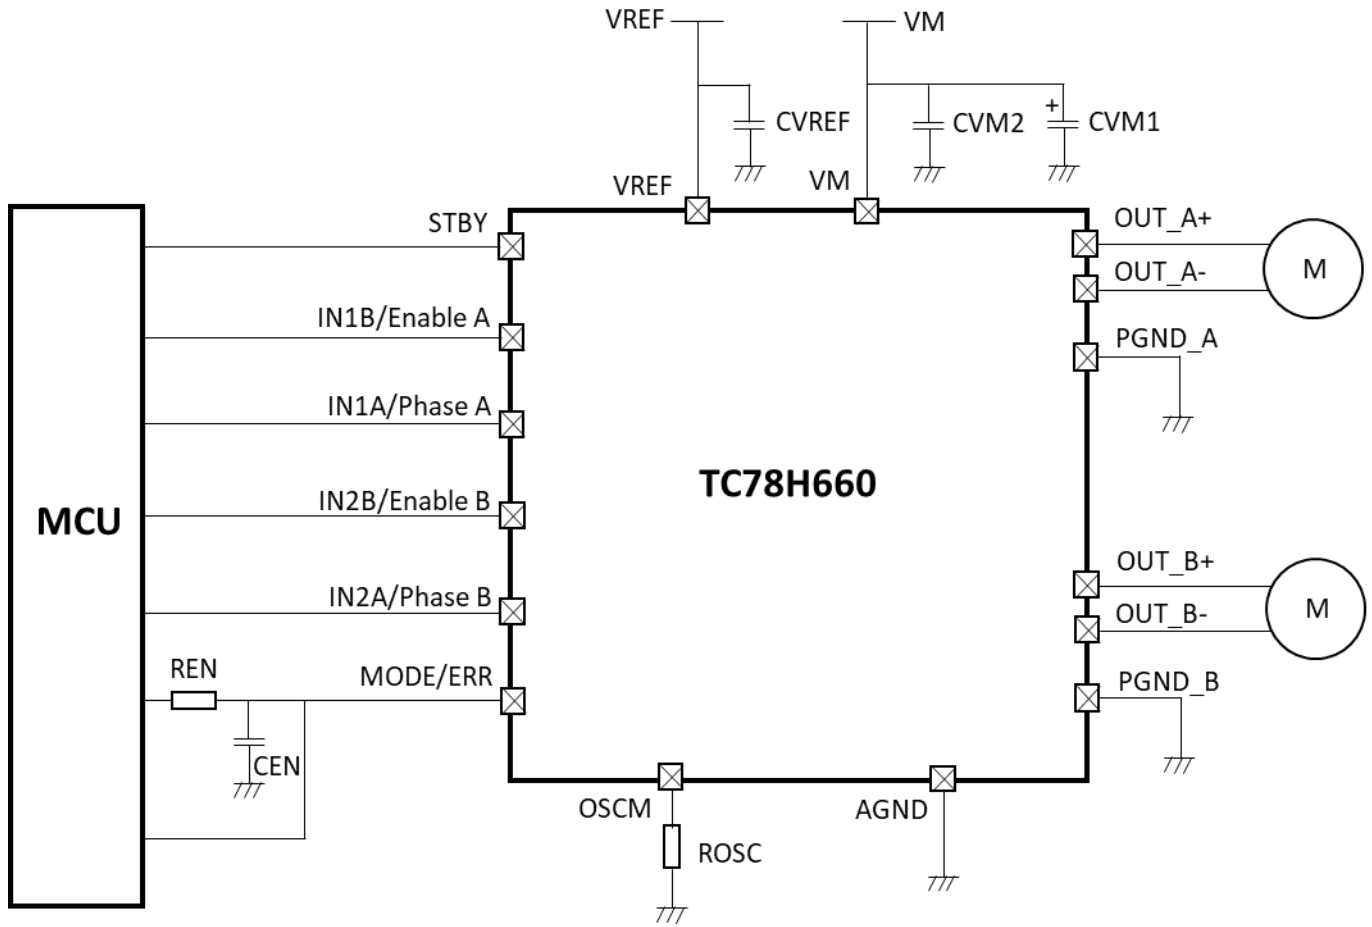 VREF
VM
CVREF
CVM2
+
CVM1
VREF
VM
STBY
OUT_A+
OUT_A-
M
IN1B/Enable A
PGND_A
IN1A/Phase A
TC78H660
IN2B/Enable B
MCU
OUT_B+
IN2A/Phase B
OUT_B-
M
REN
MODE/ERR
PGND_B
CEN
OSCM
AGND
ROSC